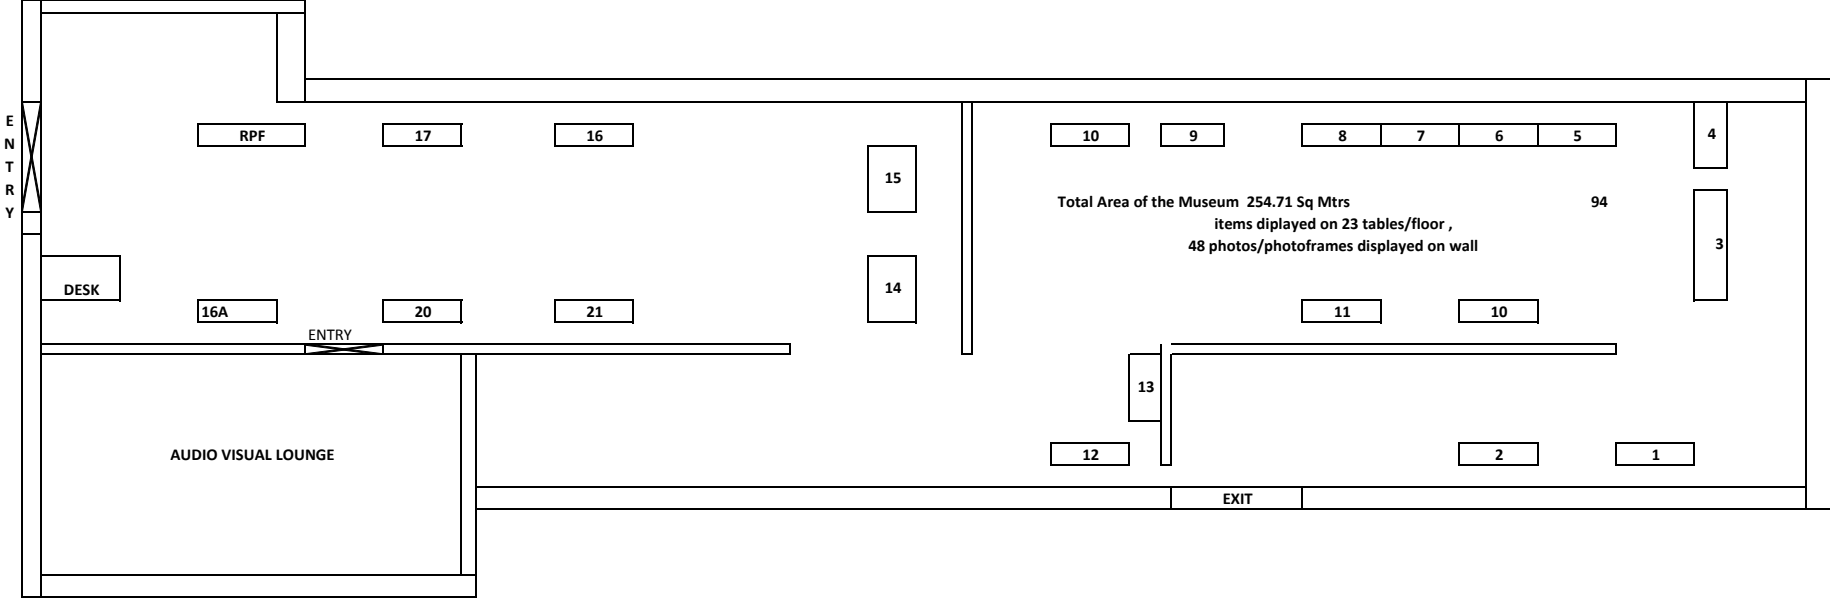 E
N
T
R
Y
RPF 17 16 10 9 8 7 6 5 4
15
Total Area of the Museum 254.71 Sq Mtrs 94
items diplayed on 23 tables/floor ,
48 photos/photoframes displayed on wall
3
DESK
14
16A 20 21 11 10
ENTRY
13
AUDIO VISUAL LOUNGE
12 2 1
EXIT